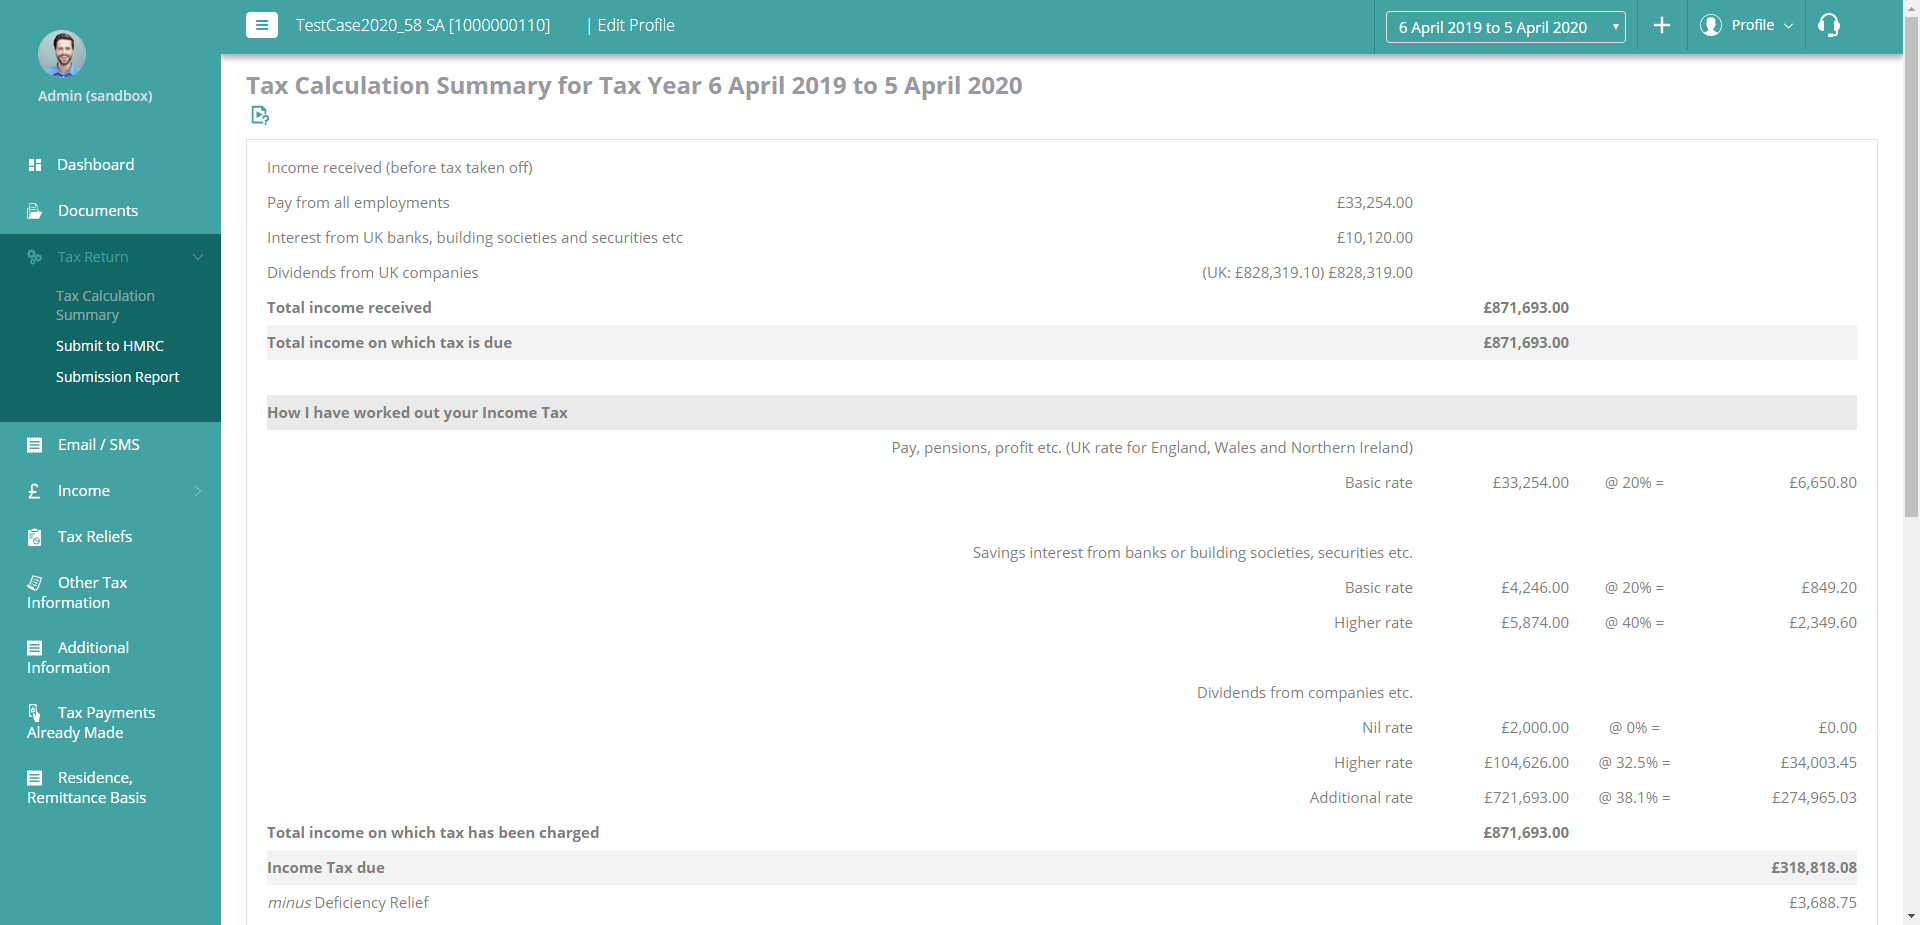 TestCase2020_58 SA [1000000110]
| Edit Profile
6 April 2019 to 5 April 2020
Profile
Admin (sandbox)
Dashboard
Documents
Tax Return
Tax Calculation
Summary
Submit to HMRC
Submission Report
Email / SMS
Income
Tax Reliefs
Other Tax
Information
Additional
Information
Tax Payments
Already Made
Residence,
Remittance Basis
Tax Calculation Summary for Tax Year 6 April 2019 to 5 April 2020
Income received (before tax taken off)
Pay from all employments £33,254.00
Interest from UK banks, building societies and securities etc £10,120.00
Dividends from UK companies (UK: £828,319.10) £828,319.00
Total income received £871,693.00
Total income on which tax is due £871,693.00
How I have worked out your Income Tax
Pay, pensions, profit etc. (UK rate for England, Wales and Northern Ireland)
Basic rate £33,254.00 @ 20% = £6,650.80
Savings interest from banks or building societies, securities etc.
Basic rate £4,246.00 @ 20% = £849.20
Higher rate £5,874.00 @ 40% = £2,349.60
Dividends from companies etc.
Nil rate £2,000.00 @ 0% = £0.00
Higher rate £104,626.00 @ 32.5% = £34,003.45
Additional rate £721,693.00 @ 38.1% = £274,965.03
Total income on which tax has been charged £871,693.00
Income Tax due £318,818.08
minus Deficiency Relief £3,688.75